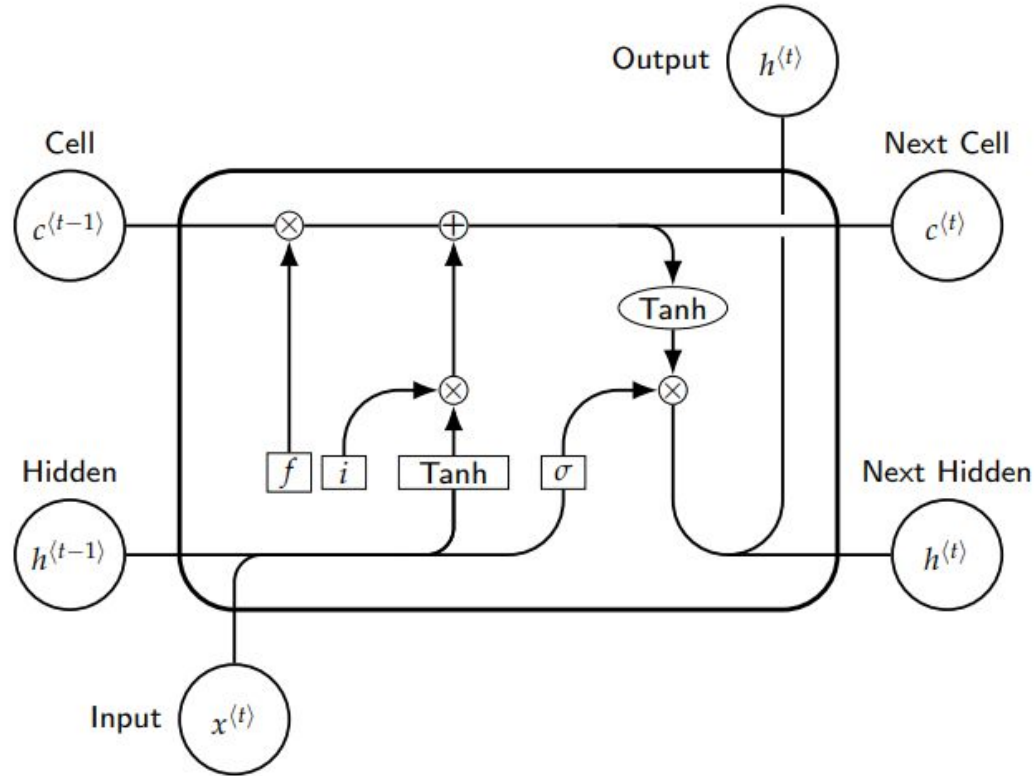 Output
h⟨t⟩
Cell
Next Cell
c⟨t−1⟩
×
+
c⟨t⟩
Tanh
×
×
Hidden
f
i
Tanh
σ
Next Hidden
h⟨t−1⟩
h⟨t⟩
Input
x⟨t⟩